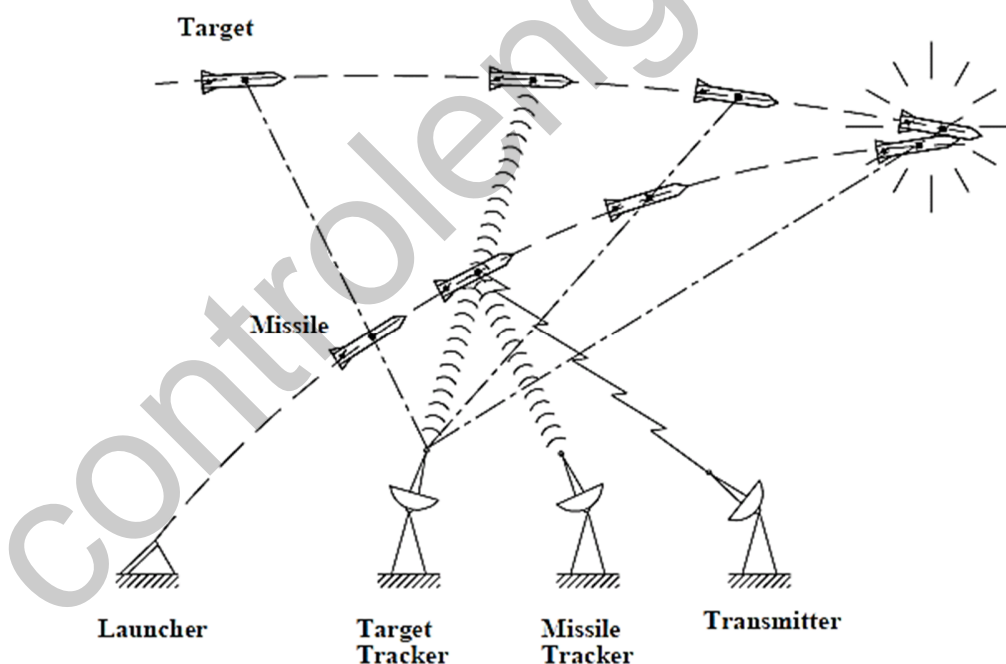 Target
Missile
Launcher
Target
Tracker
Missile
Tracker
Transmitter
controleng